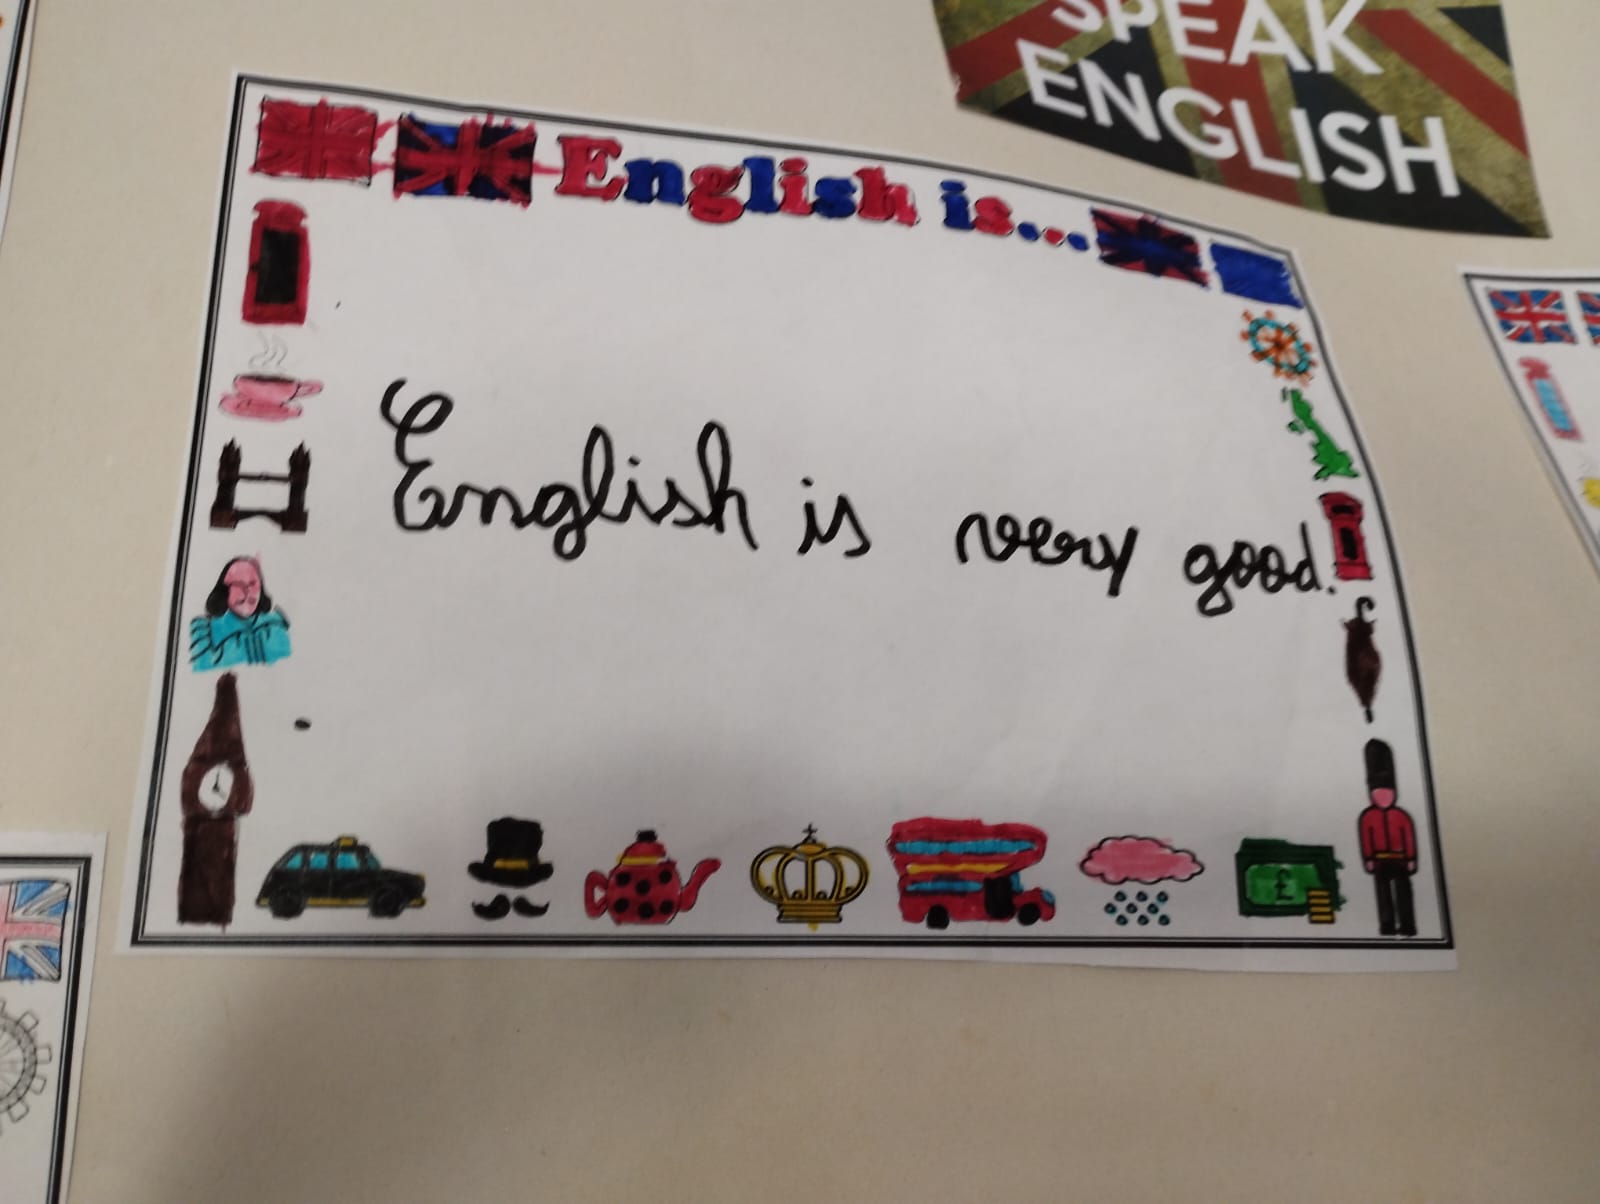 SPEAK
ENGLISH
English is...
English is very good.
£